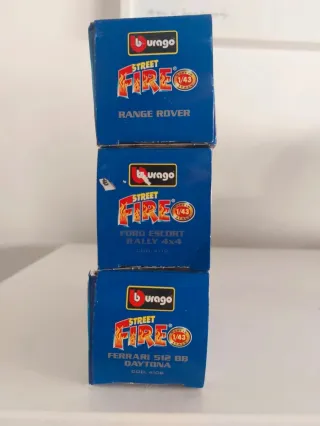 burago
STREET
FIRE®
1/43
RANGE ROVER
burago
STREET
FIRE®
1/43
FORD ESCORT
RALLY 4x4
burago
STREET
FIRE®
1/43
FERRARI 512 BB
DAYTONA